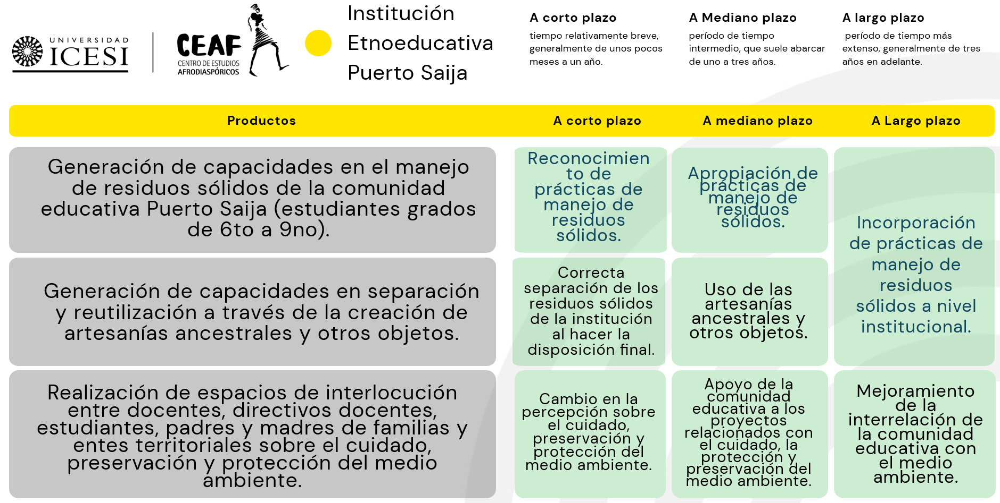 UNIVERSIDAD
ICESI
CEAF
CENTRO DE ESTUDIOS
AFRODIASPÓRICOS
Institución
Etnoeducativa
Puerto Saija
A corto plazo
tiempo relativamente breve,
generalmente de unos pocos
meses a un año.
A Mediano plazo
período de tiempo
intermedio, que suele abarcar
de uno a tres años.
A largo plazo
período de tiempo más
extenso, generalmente de tres
años en adelante.
Productos
A corto plazo
A mediano plazo
A Largo plazo
Generación de capacidades en el manejo
de residuos sólidos de la comunidad
educativa Puerto Saija (estudiantes grados
de 6to a 9no).
Reconocimien
to de
prácticas de
manejo de
residuos
sólidos.
Apropiación de
prácticas de
manejo de
residuos
sólidos.
Incorporación
de prácticas de
manejo de
residuos
sólidos a nivel
institucional.
Generación de capacidades en separación
y reutilización a través de la creación de
artesanías ancestrales y otros objetos.
Correcta
separación de los
residuos sólidos
de la institución
al hacer la
disposición final.
Uso de las
artesanías
ancestrales y
otros objetos.
Realización de espacios de interlocución
entre docentes, directivos docentes,
estudiantes, padres y madres de familias y
entes territoriales sobre el cuidado,
preservación y protección del medio
ambiente.
Cambio en la
percepción sobre
el cuidado,
preservación y
protección del
medio ambiente.
Apoyo de la
comunidad
educativa a los
proyectos
relacionados con
el cuidado, la
protección y
preservación del
medio ambiente.
Mejoramiento
de la
interrelación de
la comunidad
educativa con
el medio
ambiente.